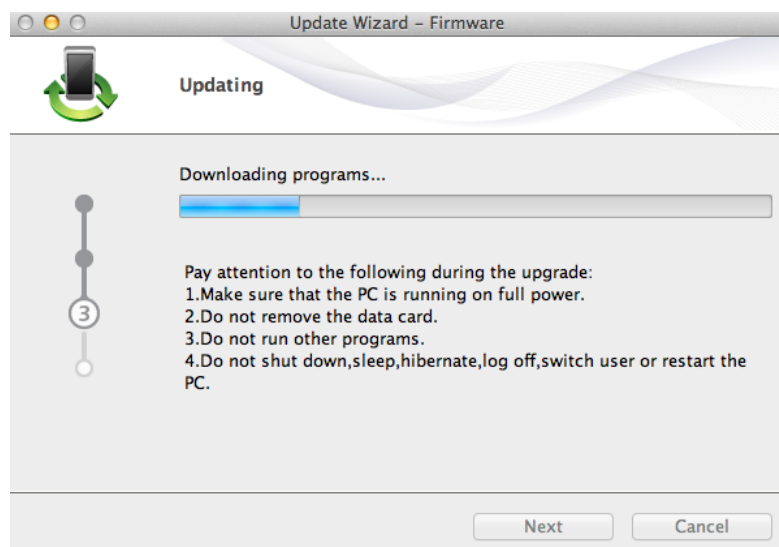 Update Wizard – Firmware
Updating
Downloading programs...
Pay attention to the following during the upgrade:
1.Make sure that the PC is running on full power.
2.Do not remove the data card.
3.Do not run other programs.
4.Do not shut down,sleep,hibernate,log off,switch user or restart the
PC.
3
Next
Cancel